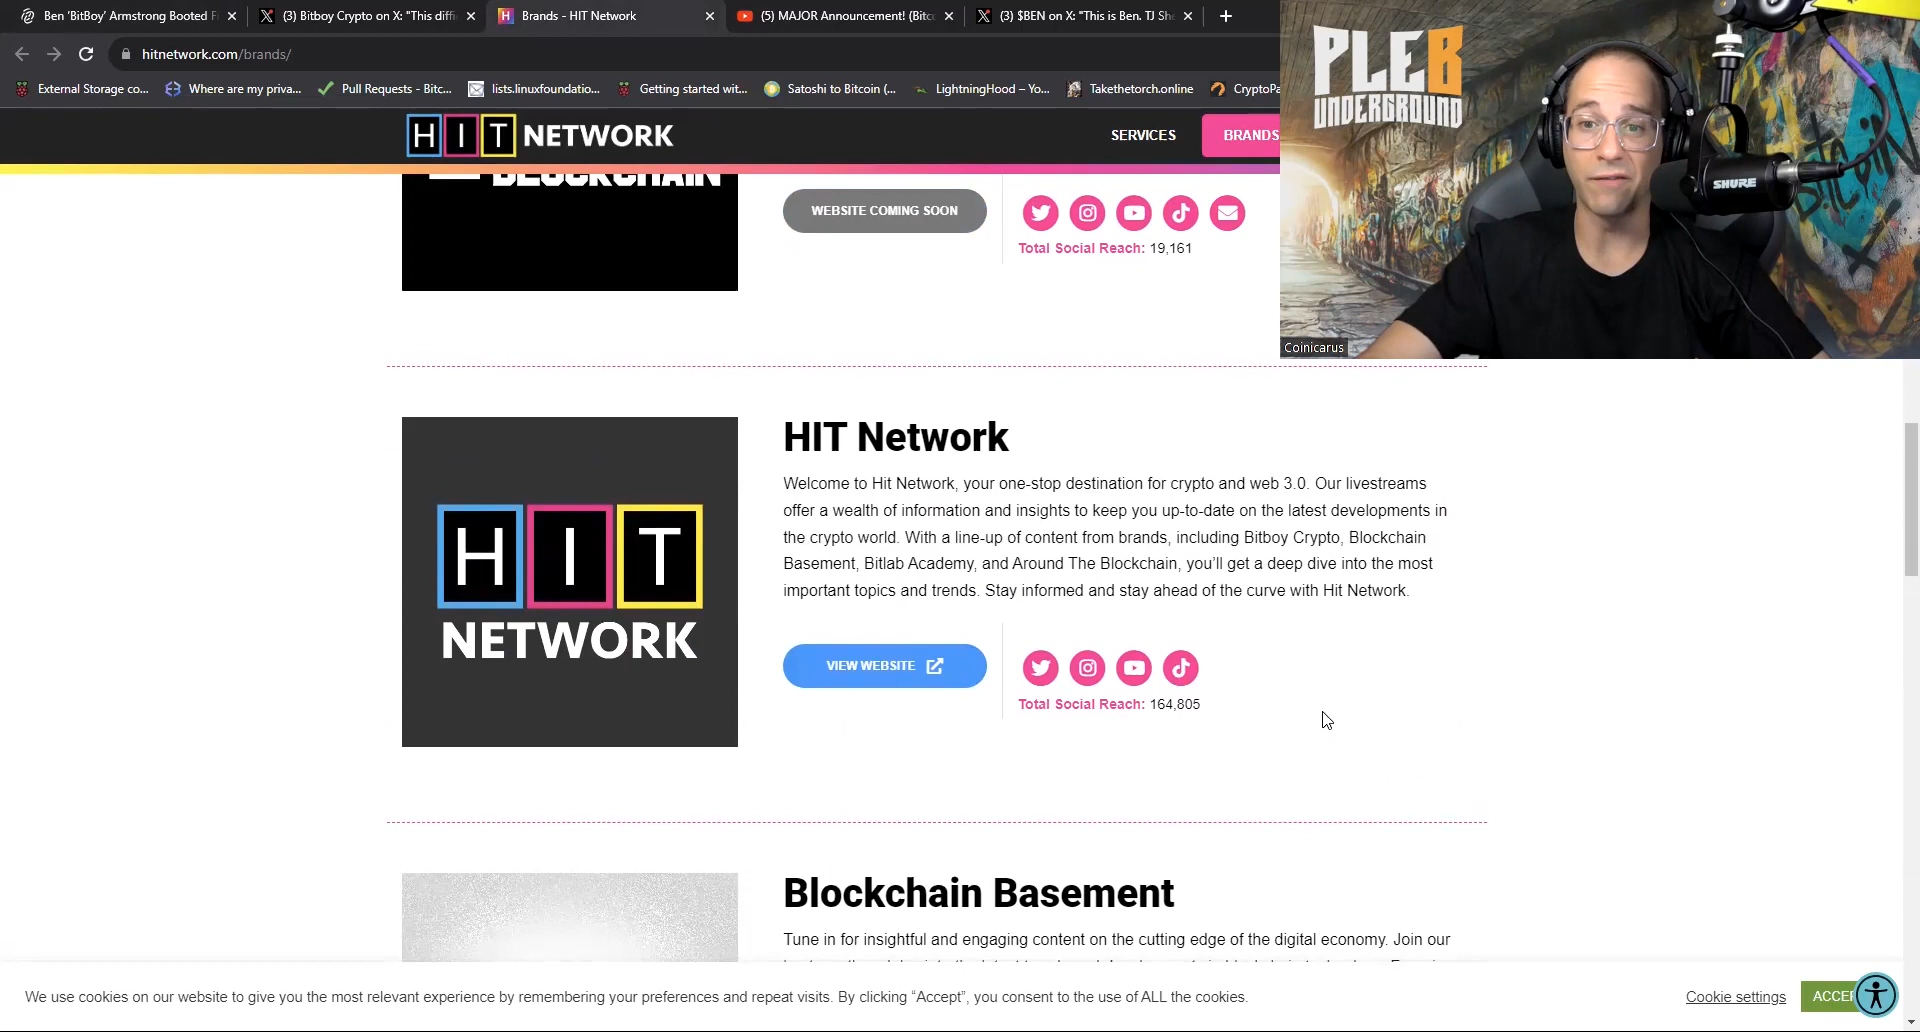 Ben 'BitBoy' Armstrong Booted F
(3) Bitboy Crypto on X: "This diffi
Brands - HIT Network
(5) MAJOR Announcement! (Bitco
(3) $BEN on X: "This is Ben. TJ She
hitnetwork.com/brands/
External Storage co...
Where are my priva...
Pull Requests - Bitc...
lists.linuxfoundatio...
Getting started wit...
Satoshi to Bitcoin (...
LightningHood – Yo...
Takethetorch.online
CryptoPa
PLEB
UNDERGROUND
SHURE
Coinicarus
HIT NETWORK
SERVICES
BRANDS
BLOCKCHAIN
WEBSITE COMING SOON
Total Social Reach: 19,161
HIT
NETWORK
HIT Network
Welcome to Hit Network, your one-stop destination for crypto and web 3.0. Our livestreams
offer a wealth of information and insights to keep you up-to-date on the latest developments in
the crypto world. With a line-up of content from brands, including Bitboy Crypto, Blockchain
Basement, Bitlab Academy, and Around The Blockchain, you'll get a deep dive into the most
important topics and trends. Stay informed and stay ahead of the curve with Hit Network.
VIEW WEBSITE
Total Social Reach: 164,805
Blockchain Basement
Tune in for insightful and engaging content on the cutting edge of the digital economy. Join our
We use cookies on our website to give you the most relevant experience by remembering your preferences and repeat visits. By clicking “Accept”, you consent to the use of ALL the cookies.
Cookie settings
ACCE